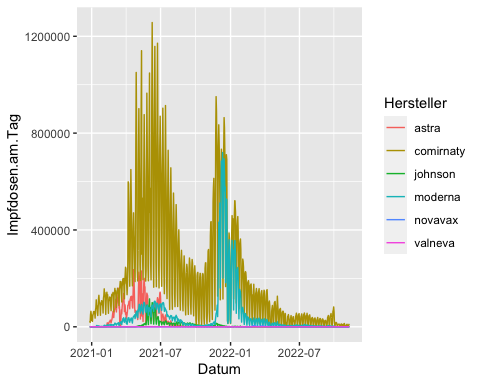 1200000
800000
400000
0
Impfdosen.am.Tag
2021-01 2021-07 2022-01 2022-07
Datum
Hersteller
astra
comirnaty
johnson
moderna
novavax
valneva